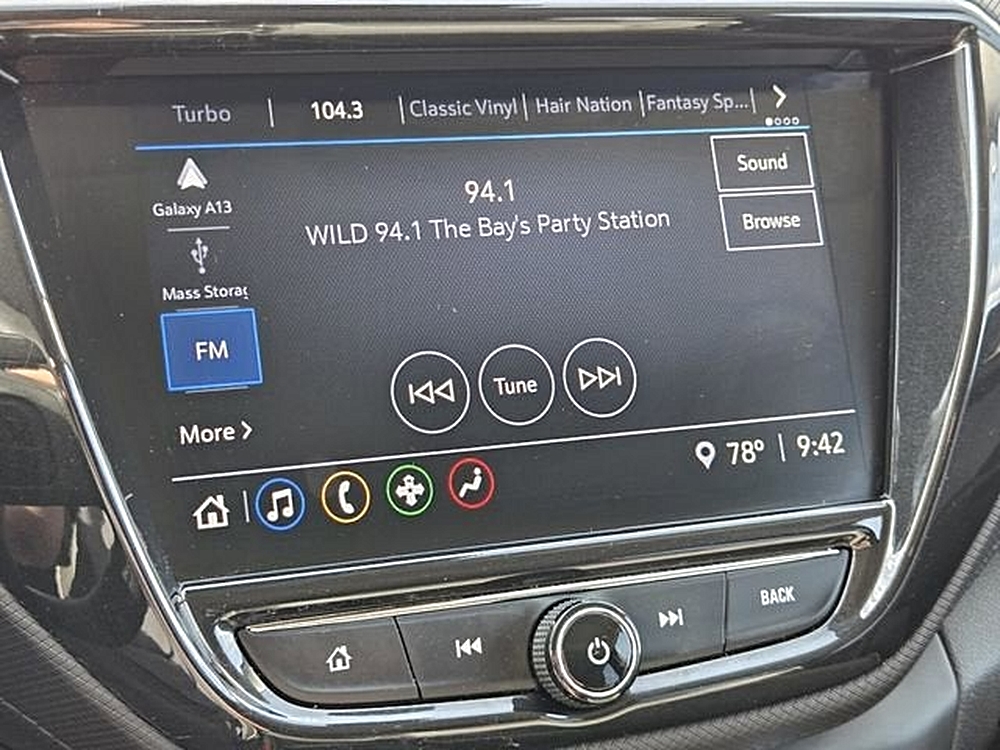 Turbo | 104.3 | Classic Vinyl | Hair Nation | Fantasy Sp...
Galaxy A13
94.1
WILD 94.1 The Bay's Party Station
Sound
Browse
Mass Storag
FM
Tune
More
78° | 9:42
BACK